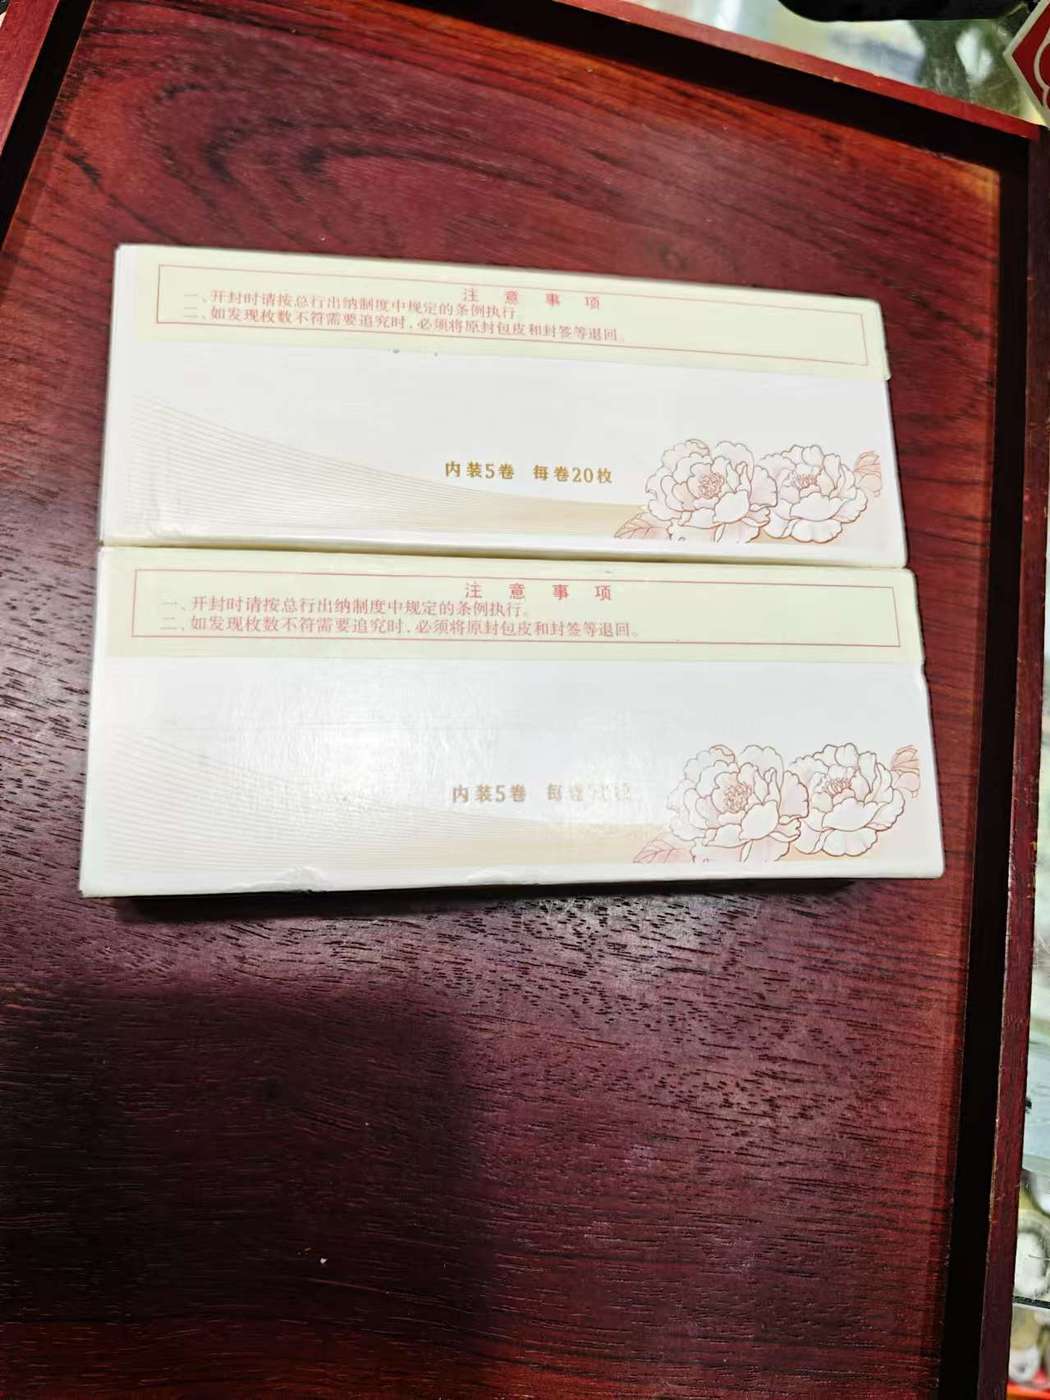 注意事项
一、开封时请按总行出纳制度中规定的条例执行。
二、如发现枚数不符需要追究时，必须将原封包皮和封签等退回。
内装5卷 每卷20枚
注意事项
一、开封时请按总行出纳制度中规定的条例执行。
二、如发现枚数不符需要追究时，必须将原封包皮和封签等退回。
内装5卷 每卷